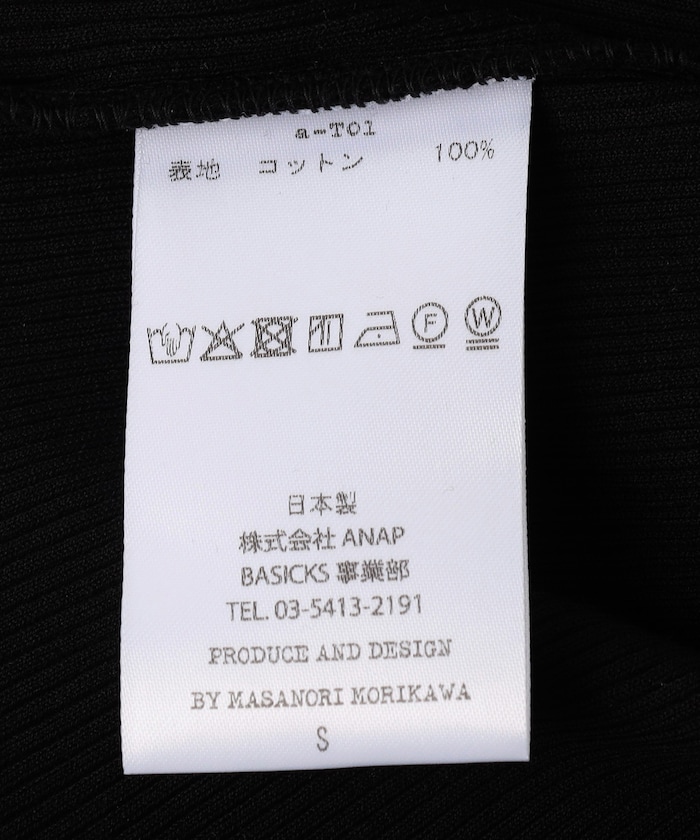 a-T01
表地 コットン 100%
F W
日本製
株式会社 ANAP
BASICKS 事業部
TEL. 03-5413-2191
PRODUCE AND DESIGN
BY MASANORI MORIKAWA
S